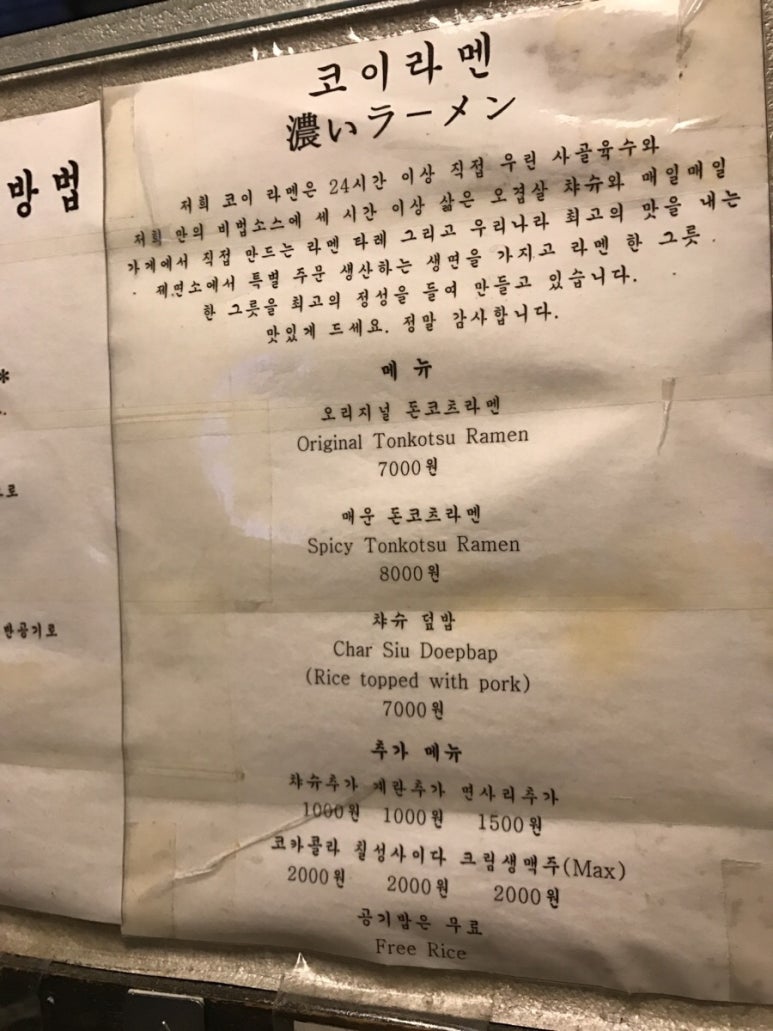 방법
*
로
반공기로
코이라멘
濃いラーメン
저희 코이 라멘은 24시간 이상 직접 우린 사골육수와
저희 만의 비법소스에 세 시간 이상 삶은 오겹살 챠슈와 매일매일
가게에서 직접 만드는 라멘 타레 그리고 우리나라 최고의 맛을 내는
제면소에서 특별 주문 생산하는 생면을 가지고 라멘 한 그릇
한 그릇을 최고의 정성을 들여 만들고 있습니다.
맛있게 드세요. 정말 감사합니다.
메뉴
오리지널 돈코츠라멘
Original Tonkotsu Ramen
7000원
매운 돈코츠라멘
Spicy Tonkotsu Ramen
8000원
챠슈 덮밥
Char Siu Doepbap
(Rice topped with pork)
7000원
추가 메뉴
챠슈추가 계란추가 면사리추가
1000원 1000원 1500원
코카콜라 칠성사이다 크림생맥주(Max)
2000원 2000원 2000원
공기밥은 무료
Free Rice